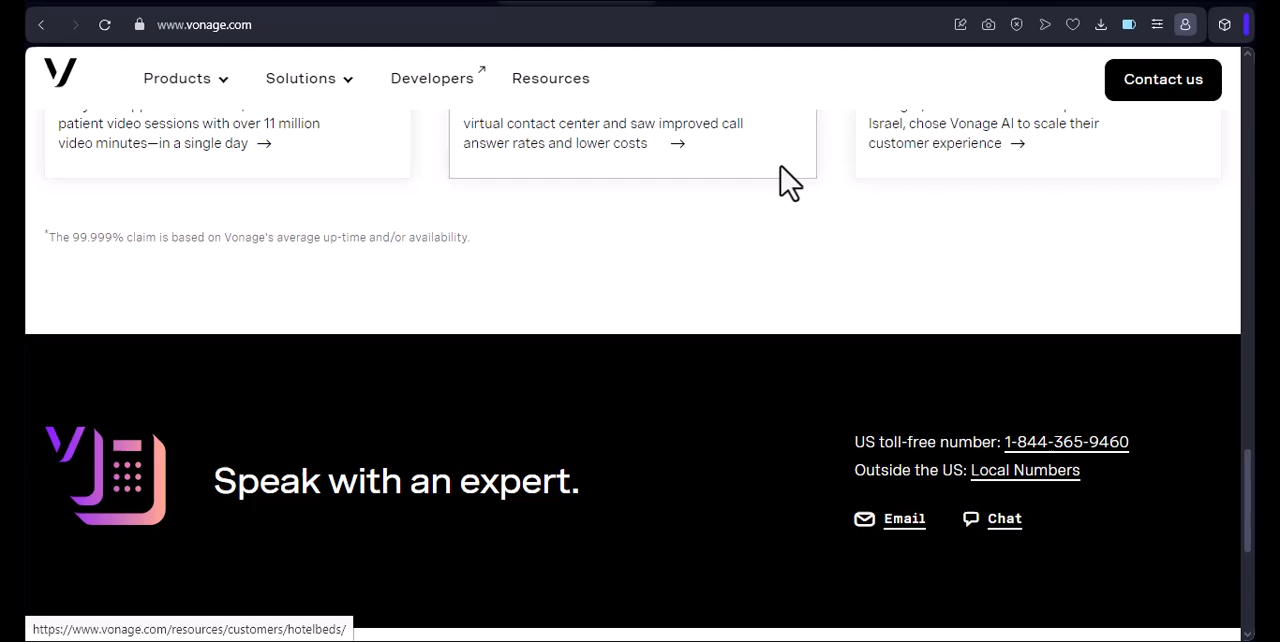 www.vonage.com
Products
Solutions
Developers
Resources
Contact us
patient video sessions with over 11 million
video minutes—in a single day →
virtual contact center and saw improved call
answer rates and lower costs →
Israel, chose Vonage AI to scale their
customer experience →
*The 99.999% claim is based on Vonage's average up-time and/or availability.
Speak with an expert.
US toll-free number: 1-844-365-9460
Outside the US: Local Numbers
Email
Chat
https://www.vonage.com/resources/customers/hotelbeds/